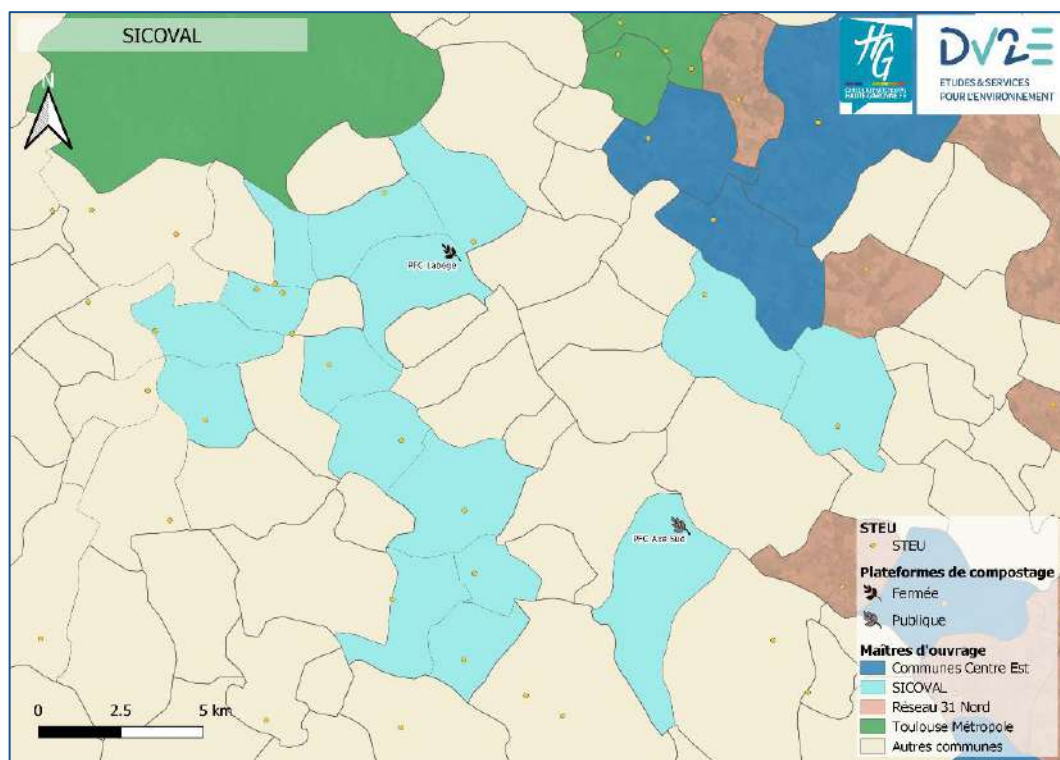 SICOVAL
N
HG
DV2E
ETUDES & SERVICES
POUR L'ENVIRONNEMENT
PFC Labège
PFC Axe Sud
STEU
STEU
Plateformes de compostage
Fermée
Publique
Maîtres d'ouvrage
Communes Centre Est
SICOVAL
Réseau 31 Nord
Toulouse Métropole
Autres communes
0 2.5 5 km